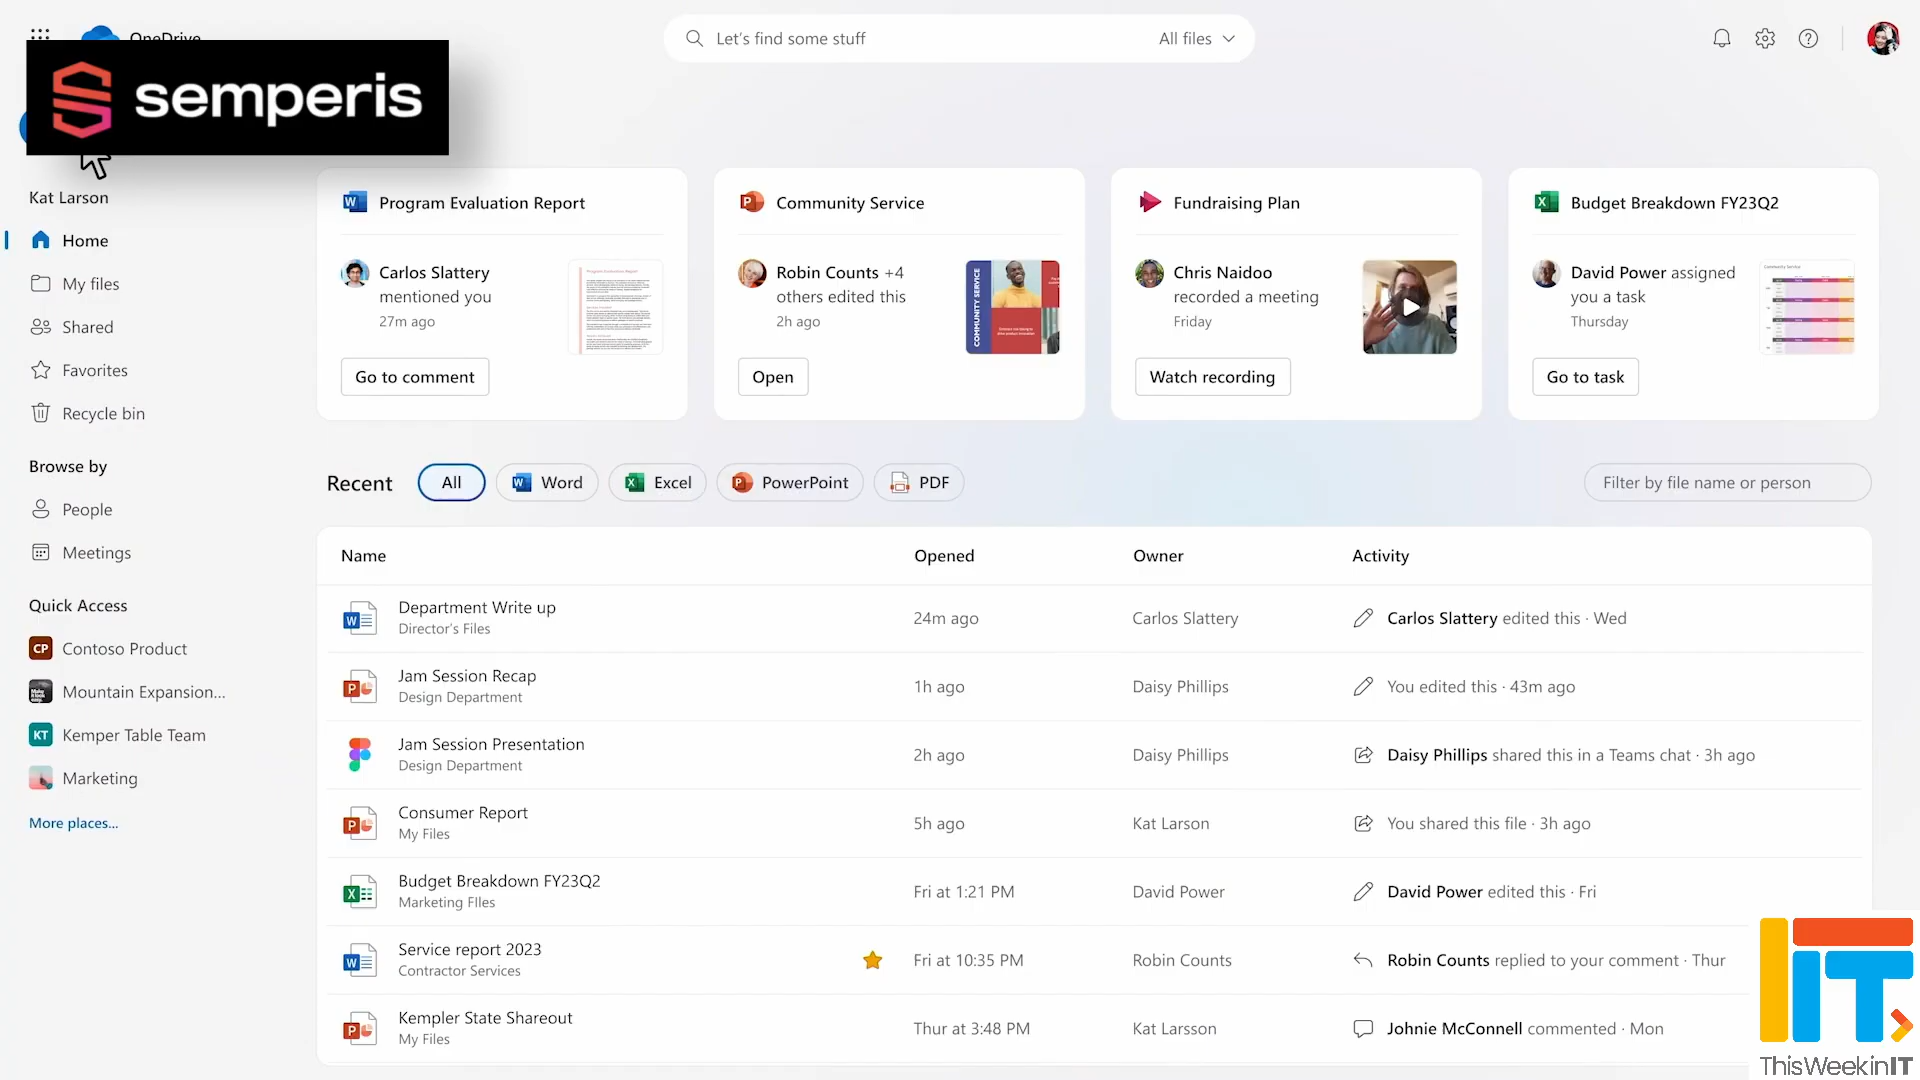 OneDrive
Let's find some stuff
All files
semperis
Kat Larson
Home
My files
Shared
Favorites
Recycle bin
Browse by
People
Meetings
Quick Access
CP Contoso Product
Mountain Expansion...
KT Kemper Table Team
Marketing
More places...
Program Evaluation Report
Carlos Slattery
mentioned you
27m ago
Go to comment
Community Service
Robin Counts +4
others edited this
2h ago
COMMUNITY SERVICE
Open
Fundraising Plan
Chris Naidoo
recorded a meeting
Friday
Watch recording
Budget Breakdown FY23Q2
David Power assigned
you a task
Thursday
Community Service
Go to task
Recent
All
Word
Excel
PowerPoint
PDF
Filter by file name or person
Name Opened Owner Activity
Department Write up
Director's Files
24m ago
Carlos Slattery
Carlos Slattery edited this · Wed
Jam Session Recap
Design Department
1h ago
Daisy Phillips
You edited this · 43m ago
Jam Session Presentation
Design Department
2h ago
Daisy Phillips
Daisy Phillips shared this in a Teams chat · 3h ago
Consumer Report
My Files
5h ago
Kat Larson
You shared this file · 3h ago
Budget Breakdown FY23Q2
Marketing FIles
Fri at 1:21 PM
David Power
David Power edited this · Fri
Service report 2023
Contractor Services
Fri at 10:35 PM
Robin Counts
Robin Counts replied to your comment · Thur
Kempler State Shareout
My Files
Thur at 3:48 PM
Kat Larsson
Johnie McConnell commented · Mon
IT
ThisWeekinIT